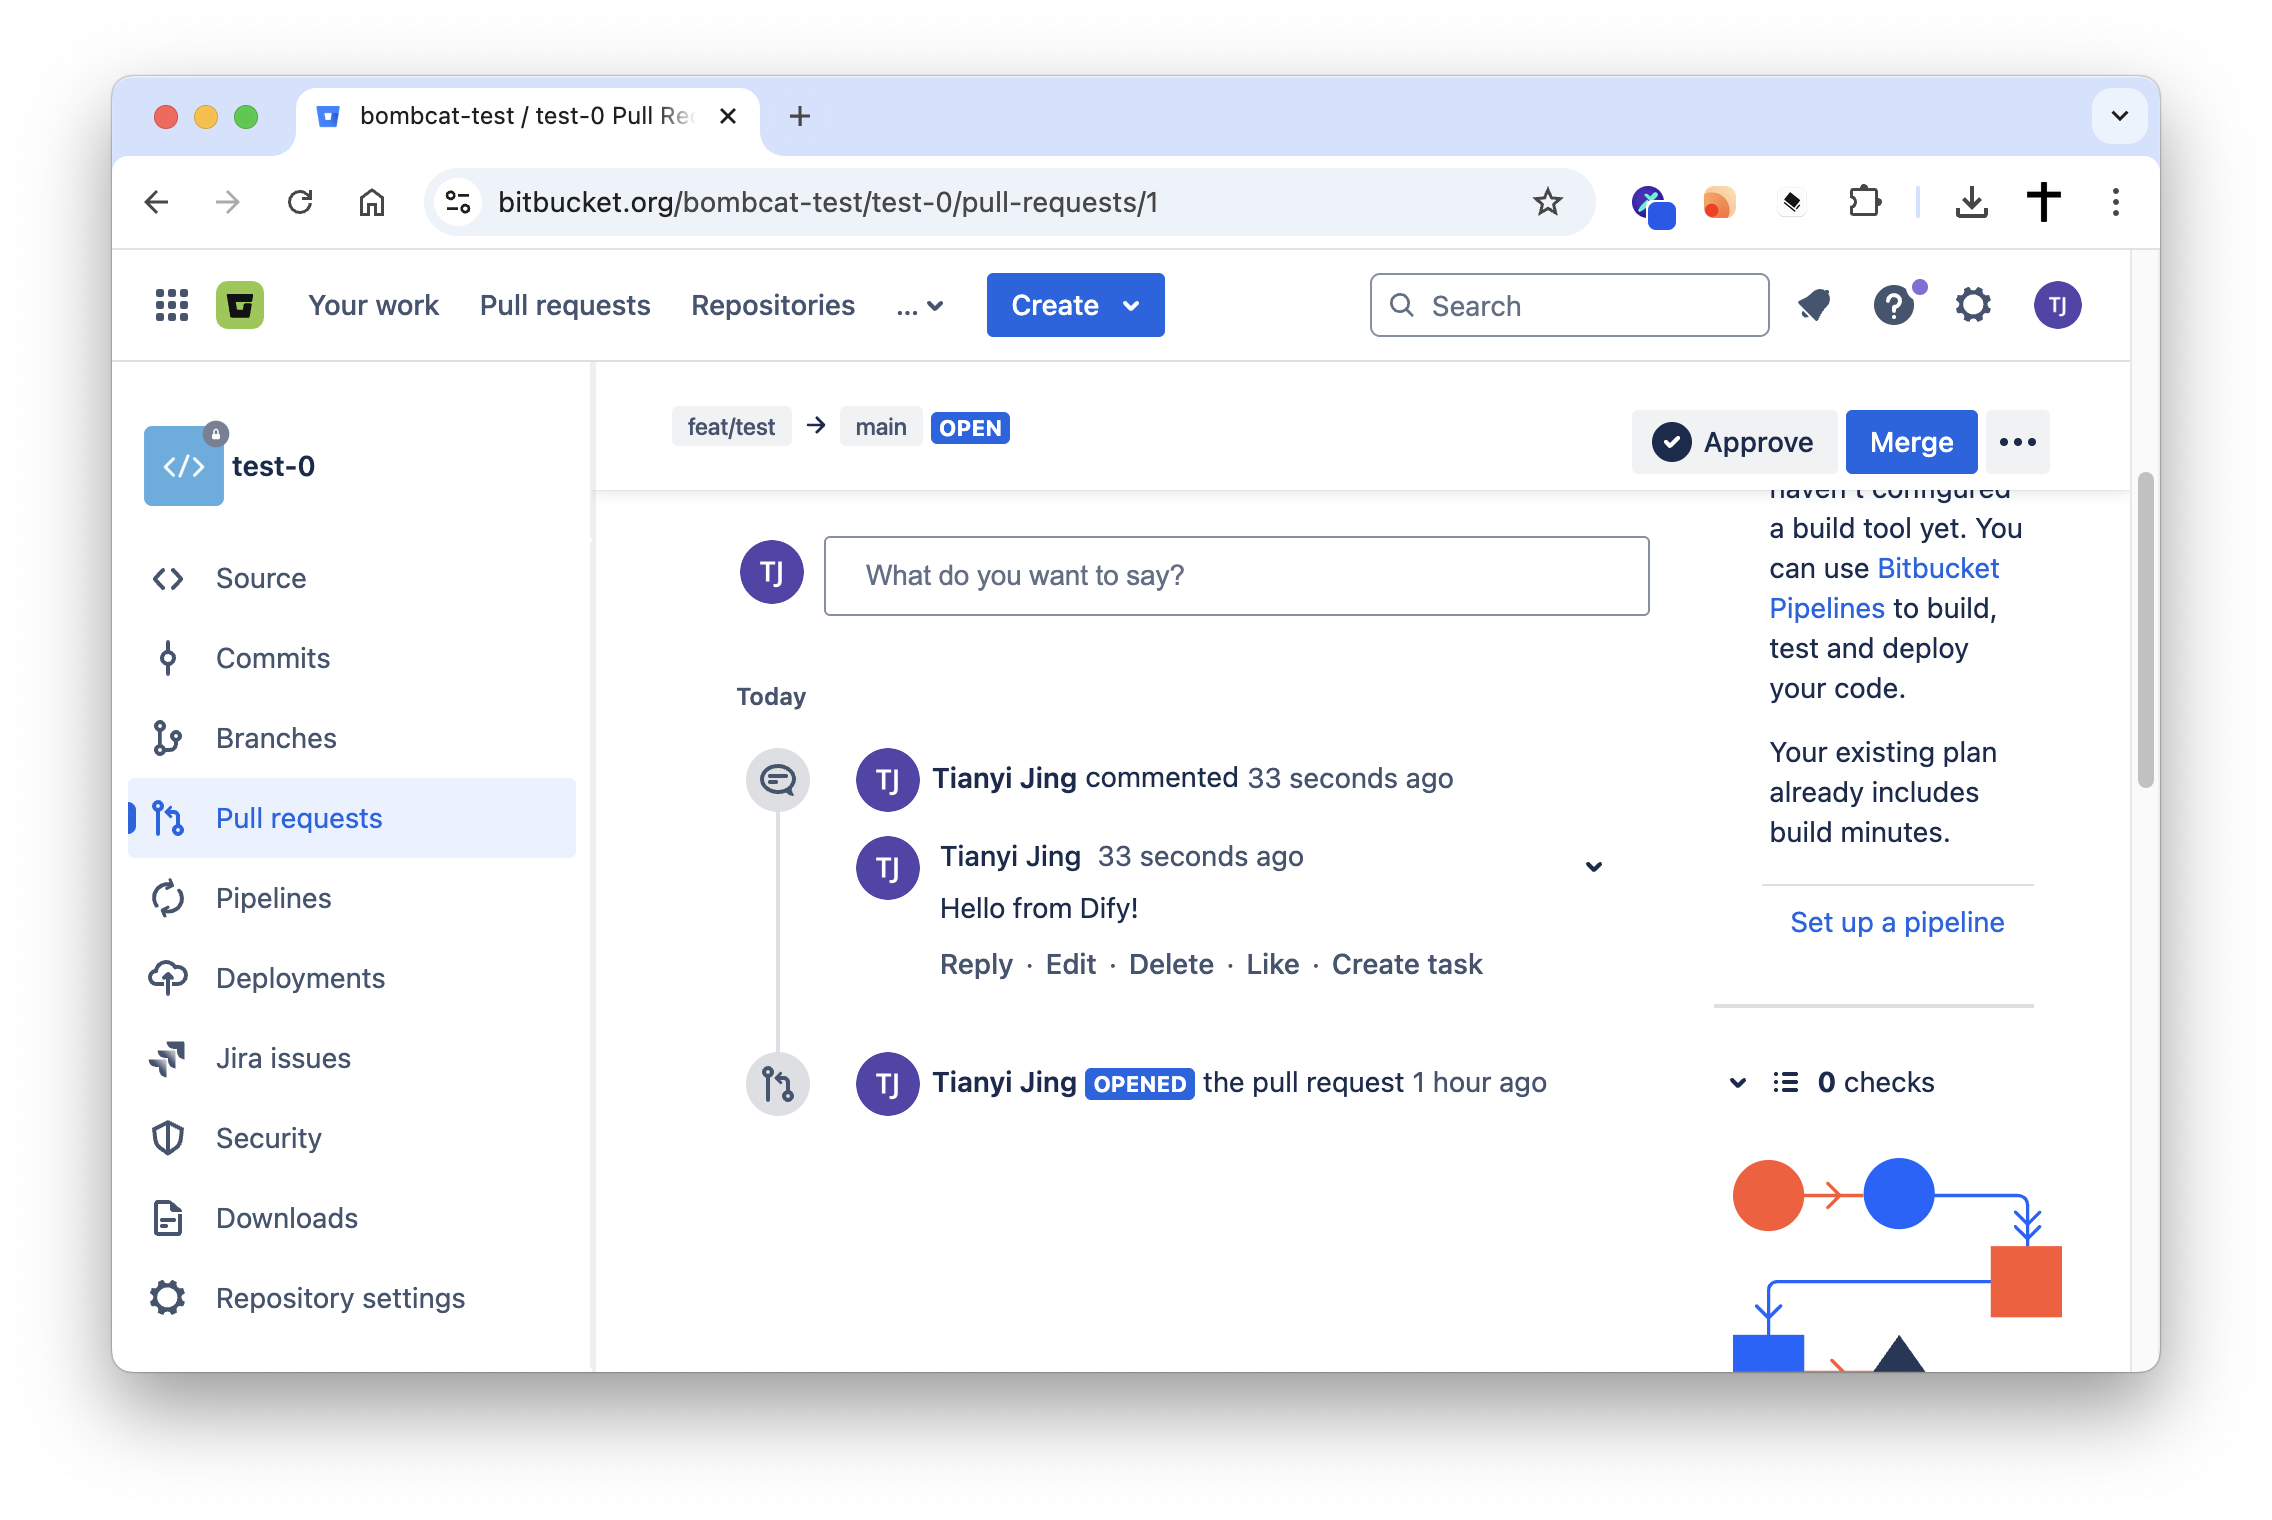 bombcat-test / test-0 Pull Re
bitbucket.org/bombcat-test/test-0/pull-requests/1
Your work
Pull requests
Repositories
...
Create
Search
TJ
test-0
Source
Commits
Branches
Pull requests
Pipelines
Deployments
Jira issues
Security
Downloads
Repository settings
feat/test → main OPEN
Approve
Merge
TJ
What do you want to say?
Today
TJ
Tianyi Jing commented 33 seconds ago
TJ
Tianyi Jing 33 seconds ago
Hello from Dify!
Reply · Edit · Delete · Like · Create task
TJ
Tianyi Jing OPENED the pull request 1 hour ago
haven't configured
a build tool yet. You
can use Bitbucket
Pipelines to build,
test and deploy
your code.
Your existing plan
already includes
build minutes.
Set up a pipeline
0 checks